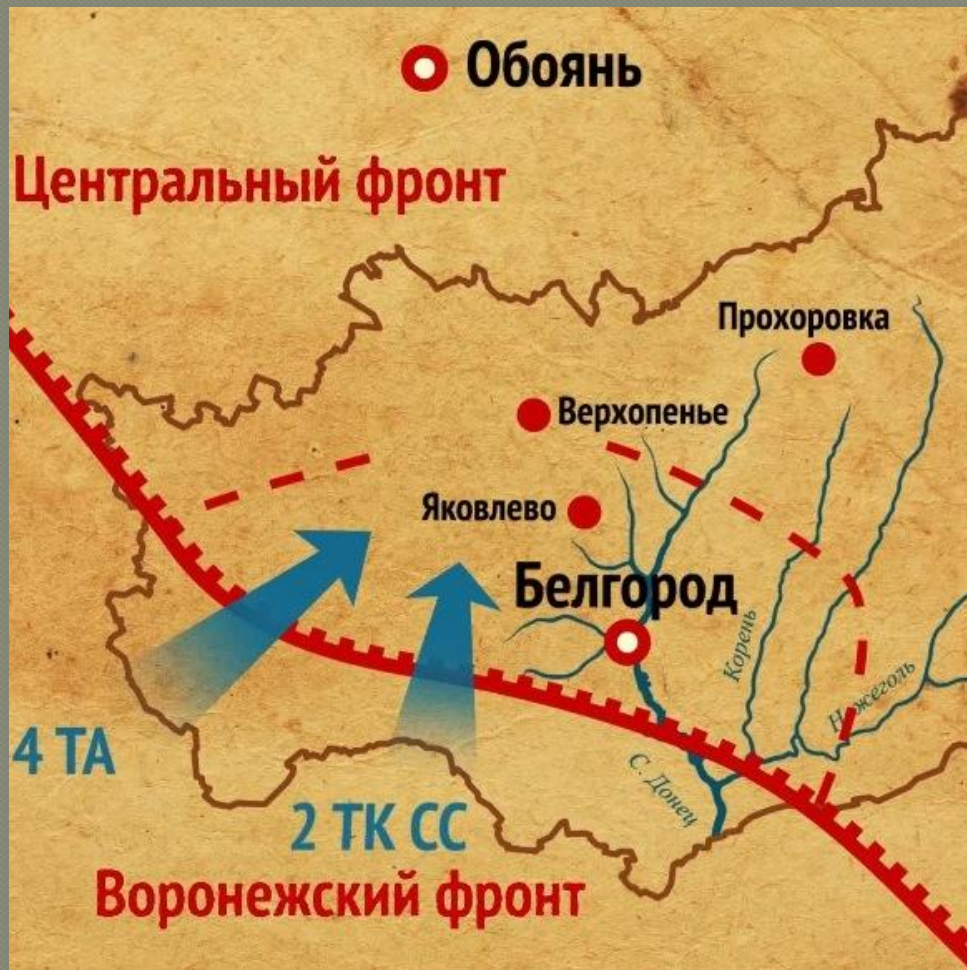 Обоянь
Центральный фронт
Прохоровка
Верхопенье
Яковлево
Белгород
Корень
Нежеголь
С. Донец
4 ТА
2 ТК СС
Воронежский фронт